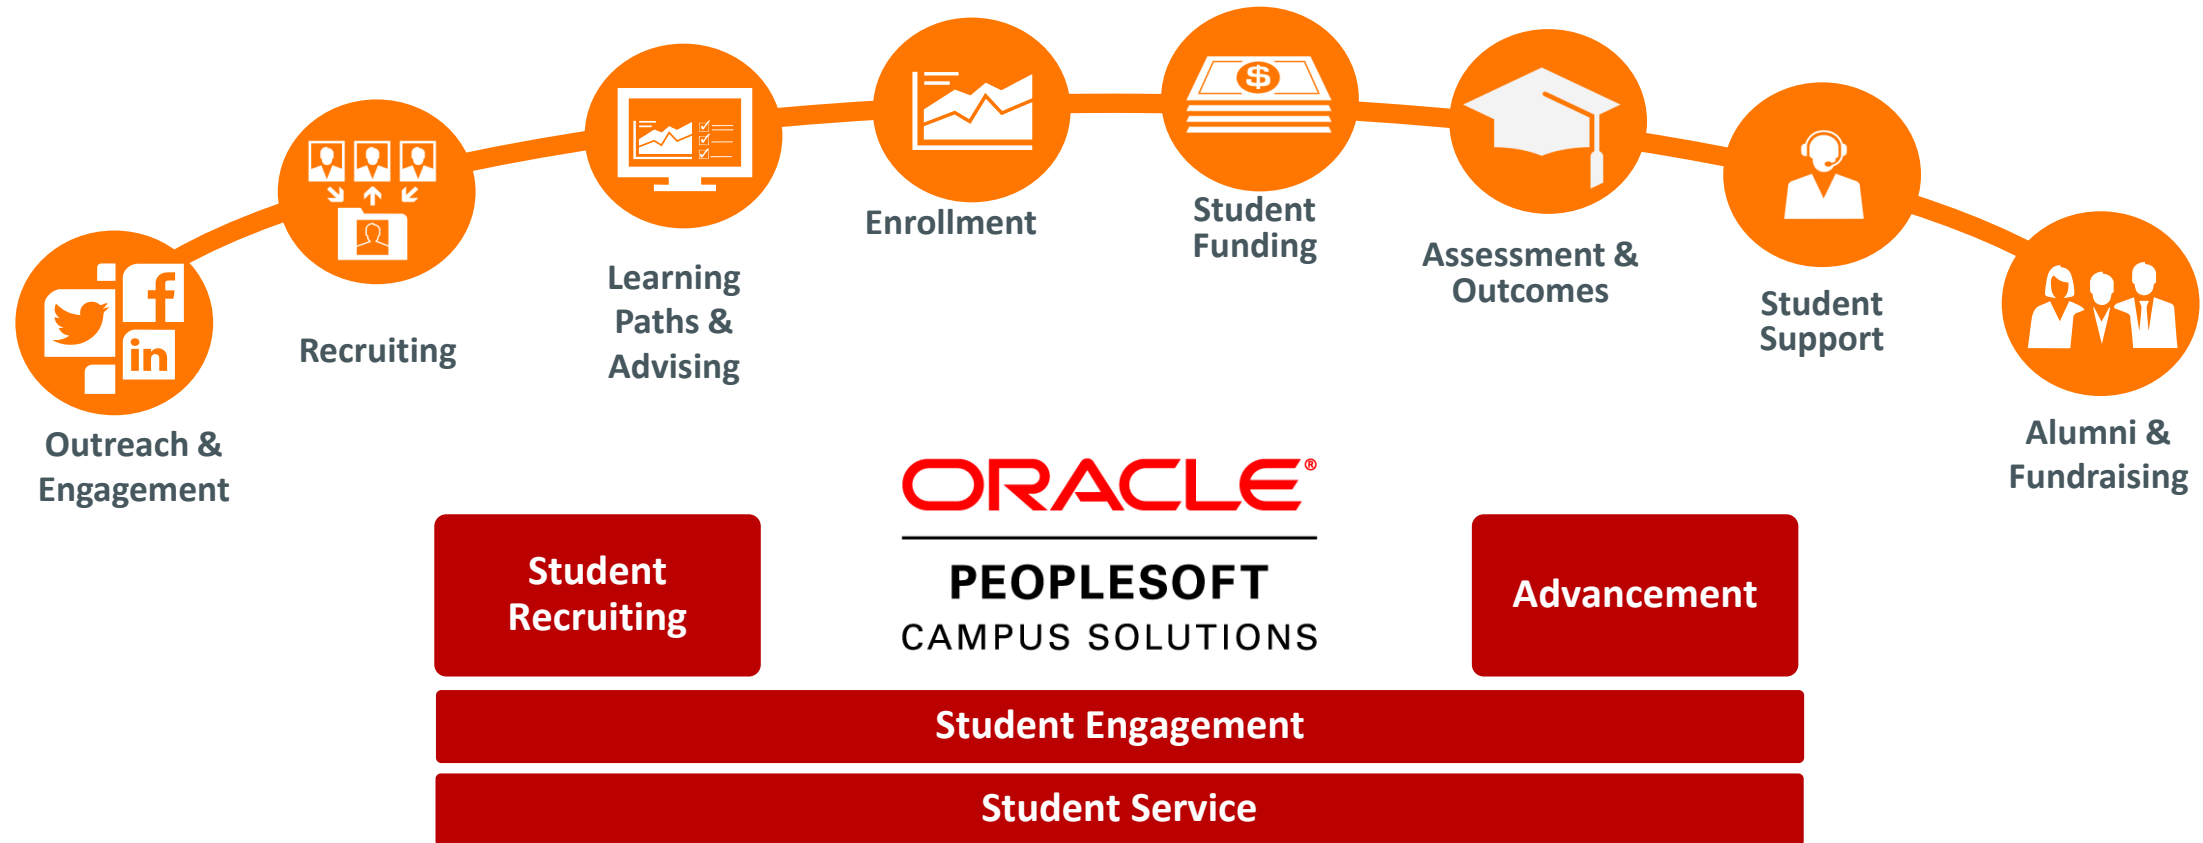 Outreach &
Engagement
Recruiting
Learning
Paths &
Advising
Enrollment
$
Student
Funding
Assessment &
Outcomes
Student
Support
Alumni &
Fundraising
f
in
ORACLE®
PEOPLESOFT
CAMPUS SOLUTIONS
Student
Recruiting
Advancement
Student Engagement
Student Service